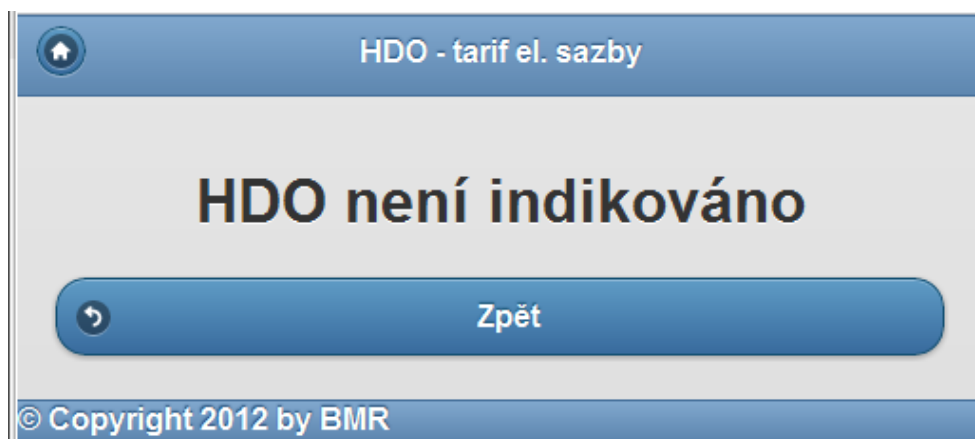 HDO - tarif el. sazby
HDO není indikováno
Zpět
© Copyright 2012 by BMR